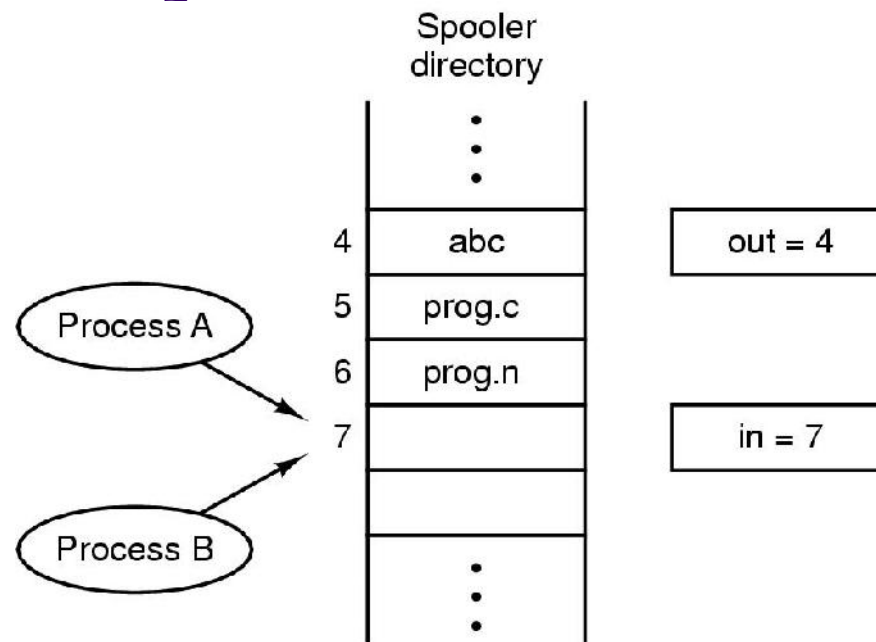 Spooler
directory
4
abc
out = 4
5
prog.c
Process A
6
prog.n
7
in = 7
Process B